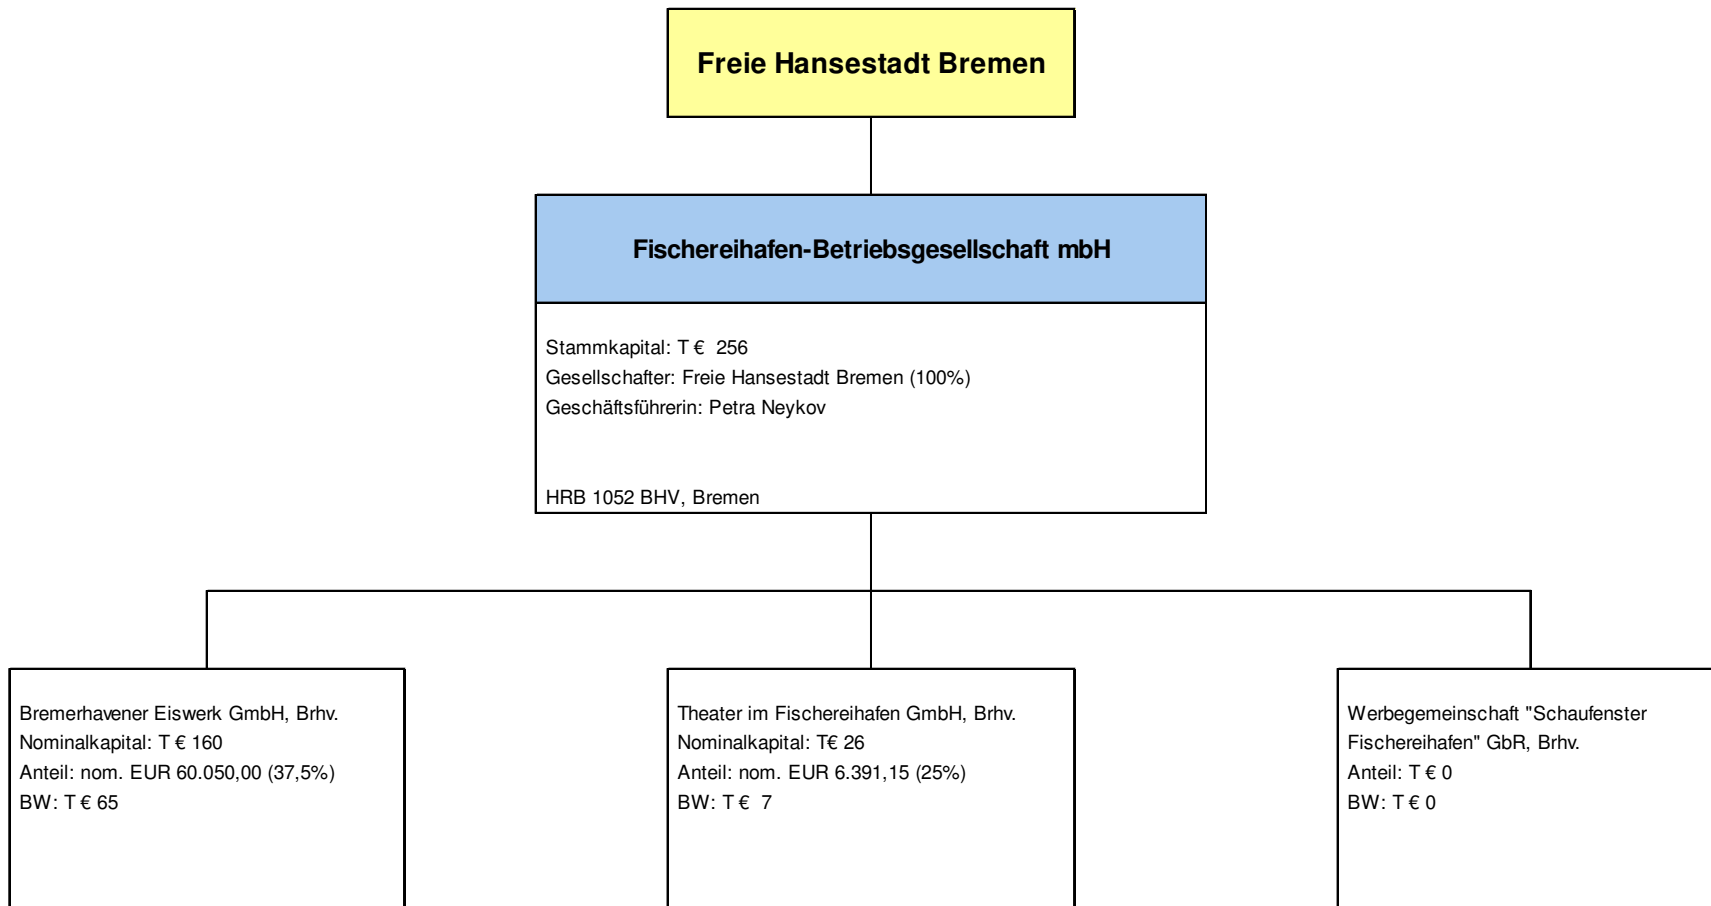 Freie Hansestadt Bremen
Fischereihafen-Betriebsgesellschaft mbH
Stammkapital: T €  256
Gesellschafter: Freie Hansestadt Bremen (100%)
Geschäftsführerin: Petra Neykov
HRB 1052 BHV, Bremen
Bremerhavener Eiswerk GmbH, Brhv.
Nominalkapital: T € 160
Anteil: nom. EUR 60.050,00 (37,5%)
BW: T € 65
Theater im Fischereihafen GmbH, Brhv.
Nominalkapital: T€ 26
Anteil: nom. EUR 6.391,15 (25%)
BW: T €  7
Werbegemeinschaft "Schaufenster
Fischereihafen" GbR, Brhv.
Anteil: T € 0
BW: T € 0